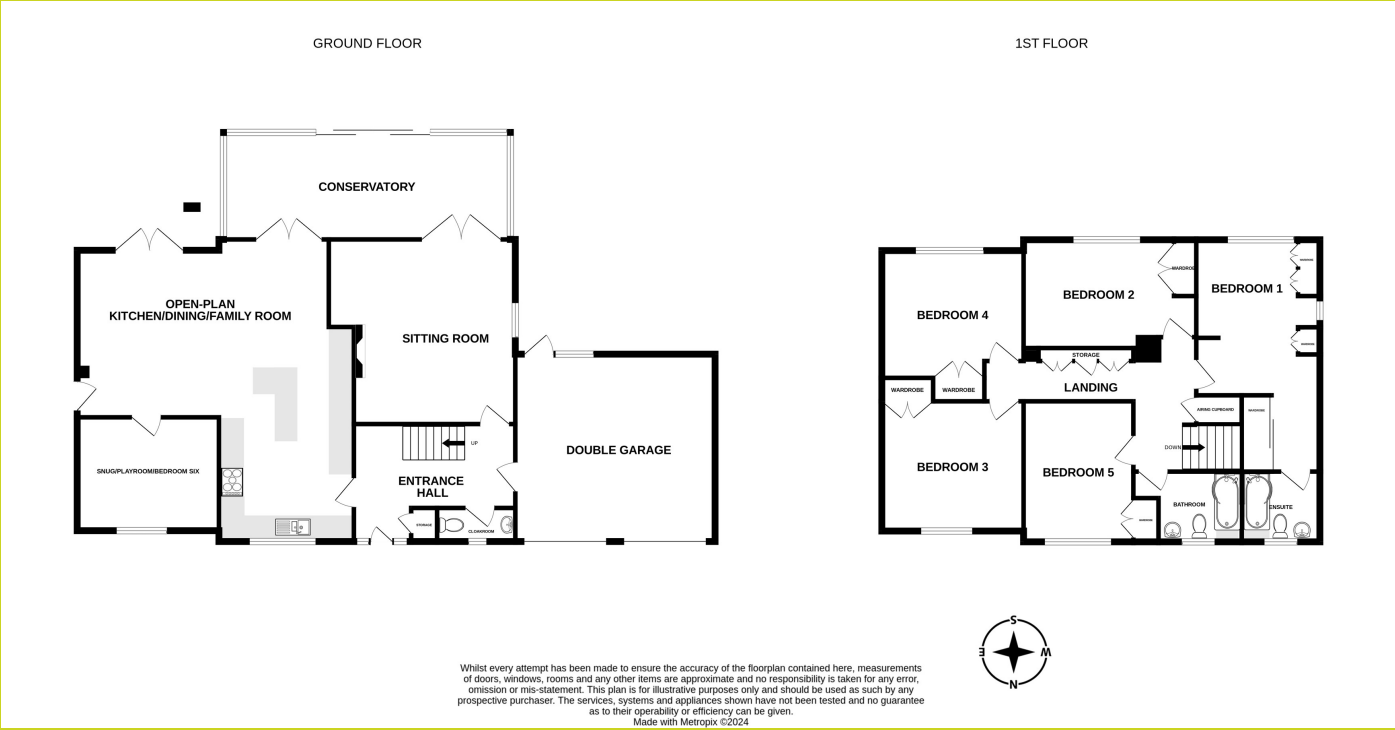 GROUND FLOOR
1ST FLOOR
CONSERVATORY
OPEN-PLAN
KITCHEN/DINING/FAMILY ROOM
SITTING ROOM
SNUG/PLAYROOM/BEDROOM SIX
UP
ENTRANCE
HALL
STORAGE
CLOAKROOM
DOUBLE GARAGE
BEDROOM 4
BEDROOM 2
WARDROBE
BEDROOM 1
WARDROBE
WARDROBE
STORAGE
LANDING
WARDROBE
WARDROBE
AIRING CUPBOARD
WARDROBE
DOWN
BEDROOM 3
BEDROOM 5
WARDROBE
BATHROOM
ENSUITE
S
E
W
N
Whilst every attempt has been made to ensure the accuracy of the floorplan contained here, measurements
of doors, windows, rooms and any other items are approximate and no responsibility is taken for any error,
omission or mis-statement. This plan is for illustrative purposes only and should be used as such by any
prospective purchaser. The services, systems and appliances shown have not been tested and no guarantee
as to their operability or efficiency can be given.
Made with Metropix ©2024